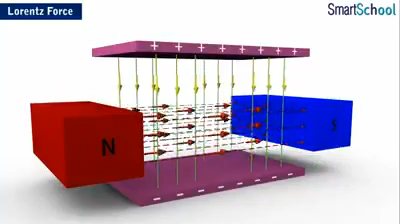 Lorentz Force
SmartSchool
+ + + + + + + + +
N
S
- - - - - - - - -